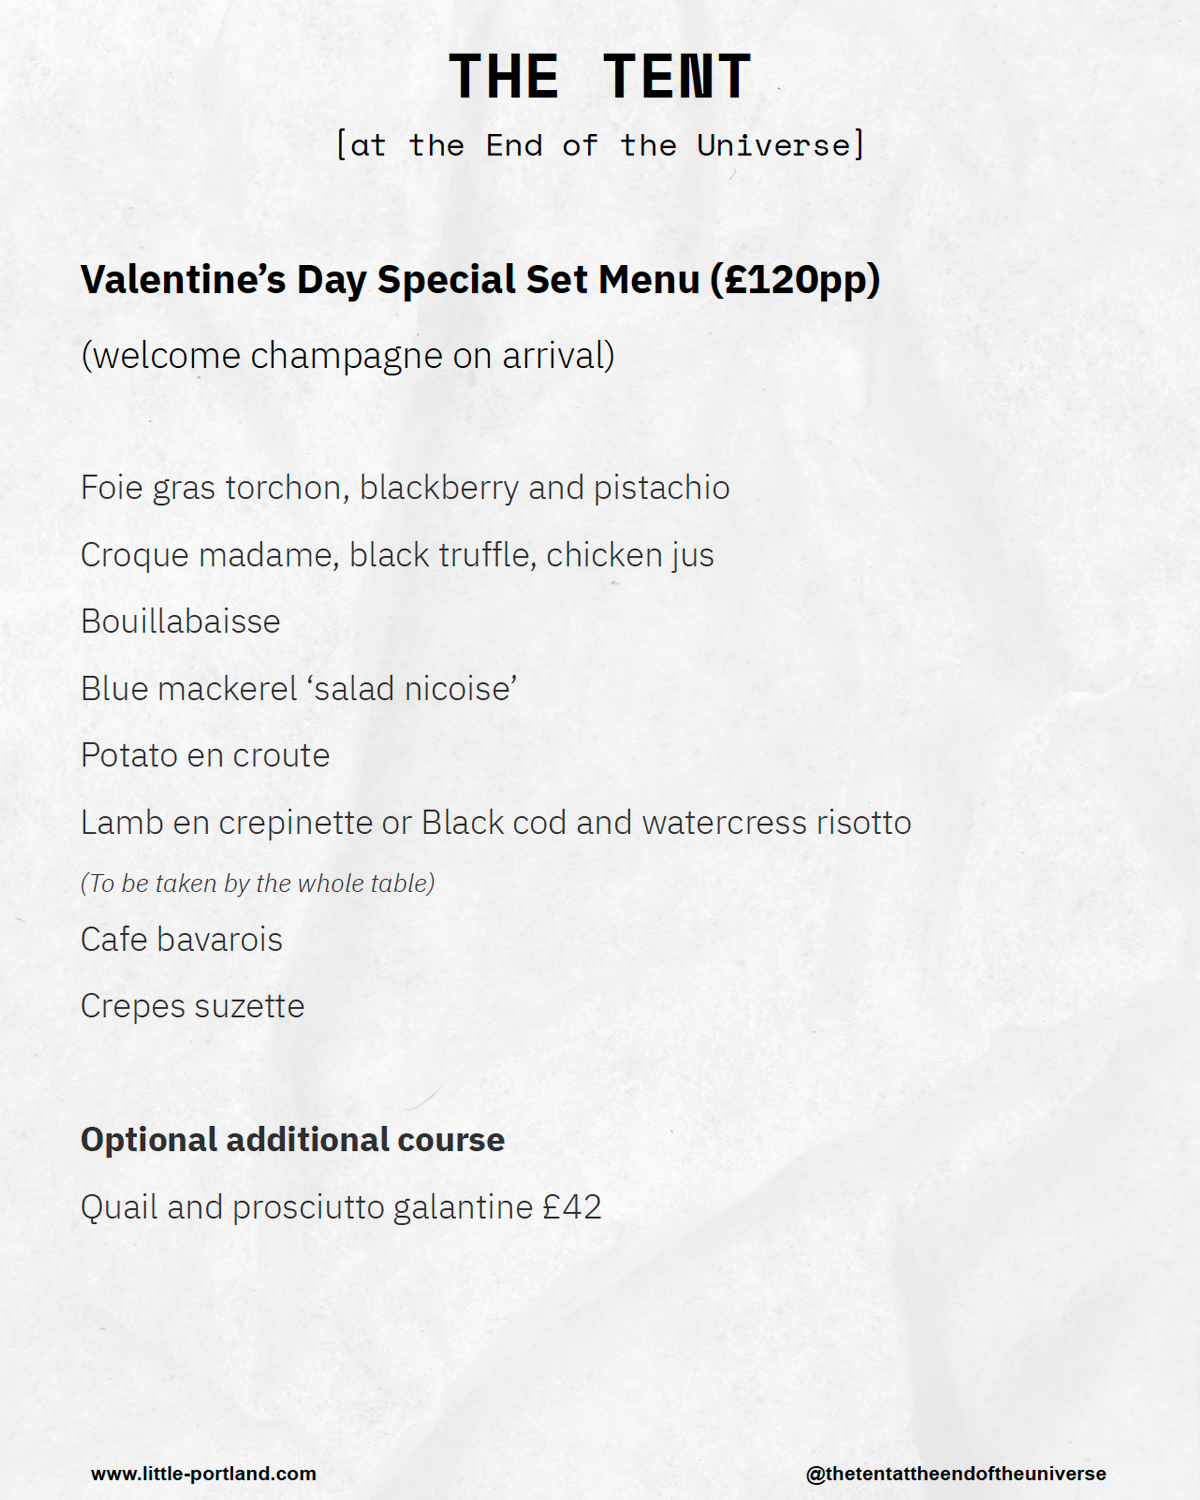 THE TENT
[at the End of the Universe]
Valentine’s Day Special Set Menu (£120pp)
(welcome champagne on arrival)
Foie gras torchon, blackberry and pistachio
Croque madame, black truffle, chicken jus
Bouillabaisse
Blue mackerel ‘salad nicoise’
Potato en croute
Lamb en crepinette or Black cod and watercress risotto
(To be taken by the whole table)
Cafe bavarois
Crepes suzette
Optional additional course
Quail and prosciutto galantine £42
www.little-portland.com
@thetentattheendoftheuniverse